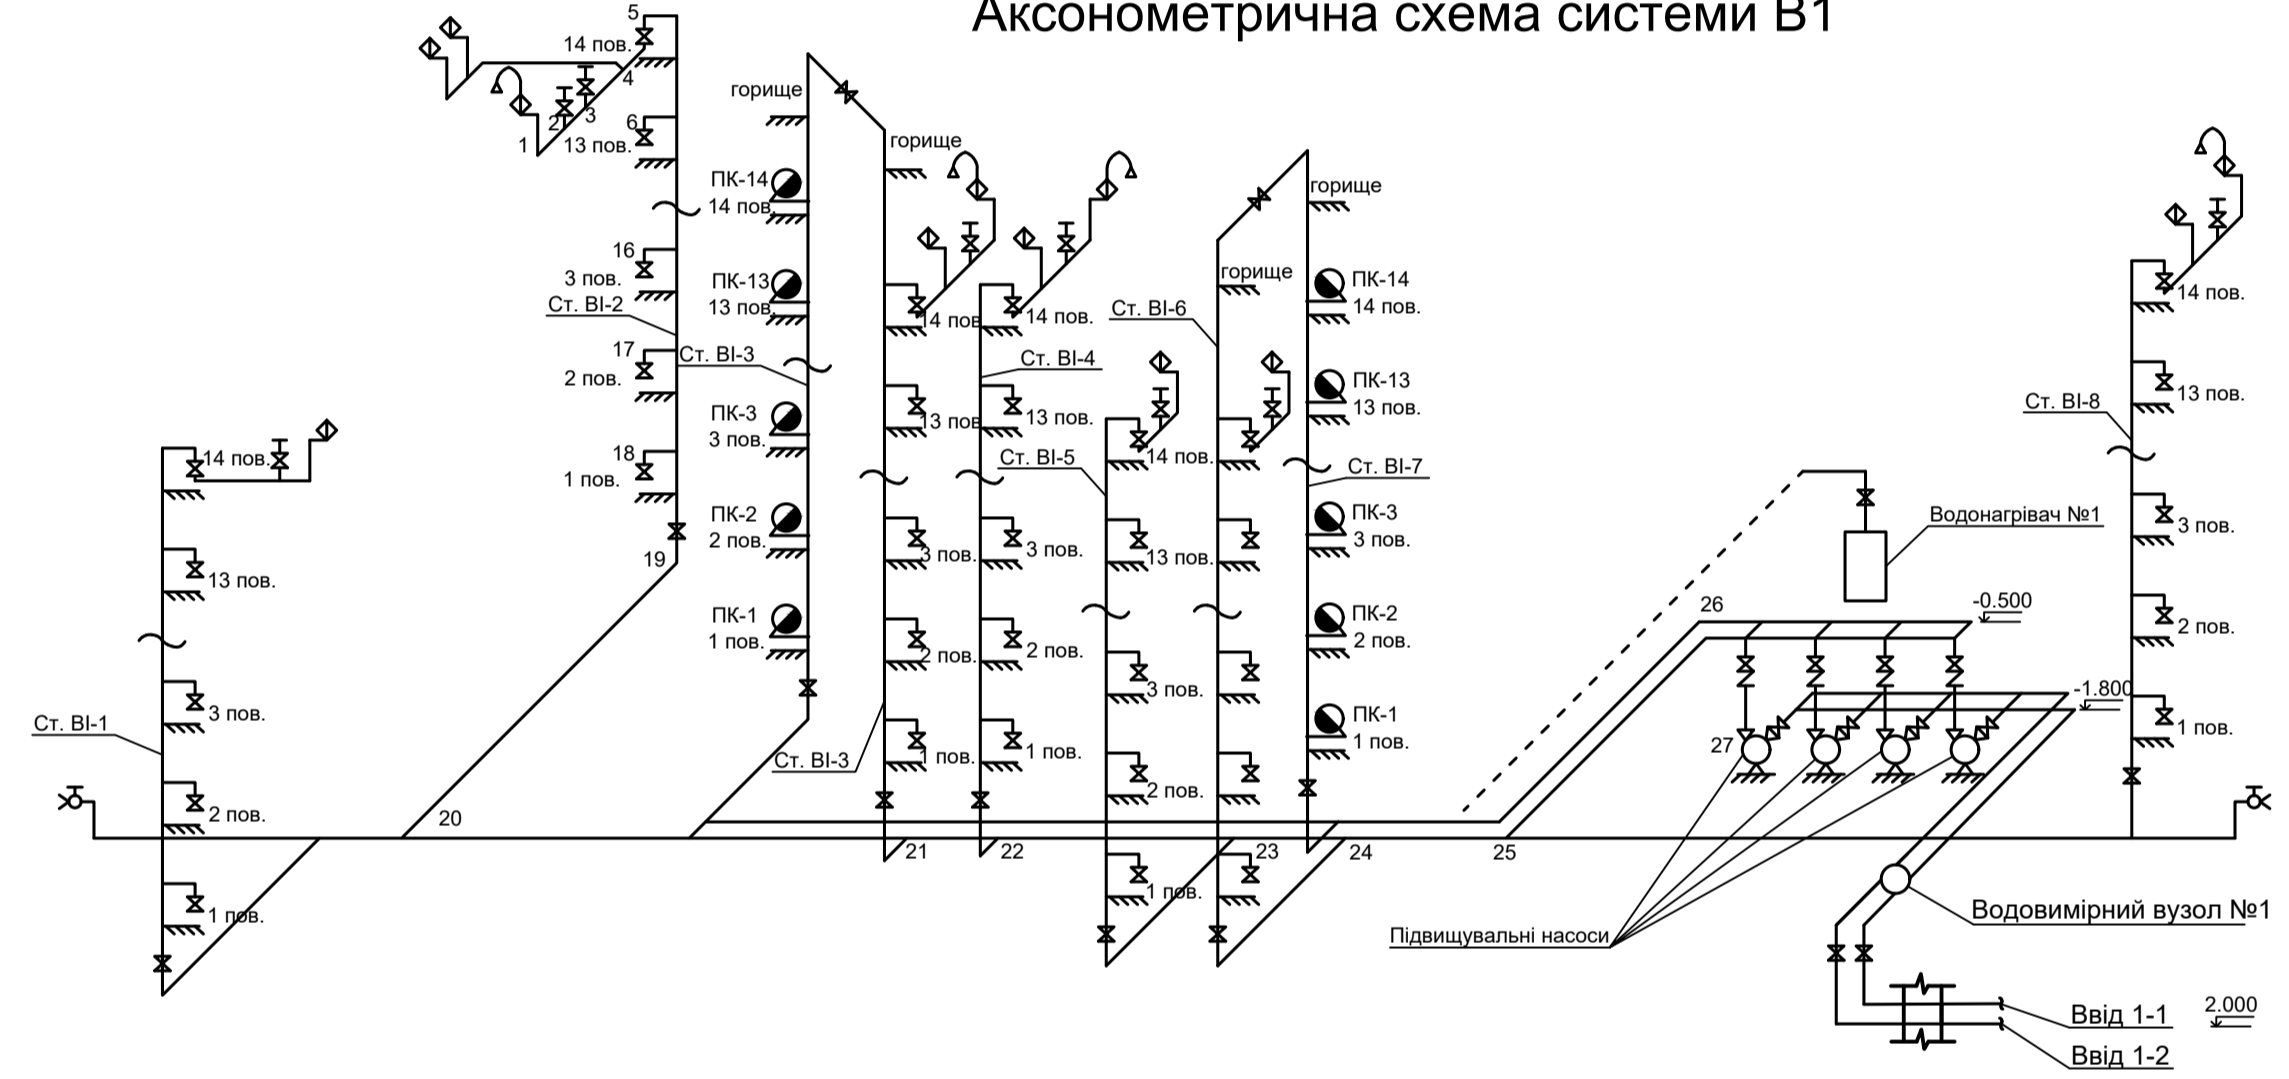 Аксонометрична схема системи В1
5
14 пов.
4
3
2
1
6
13 пов.
16
3 пов.
Ст. ВІ-2
17
2 пов.
18
1 пов.
19
20
горище
ПК-14
14 пов.
ПК-13
13 пов.
Ст. ВІ-3
ПК-3
3 пов.
ПК-2
2 пов.
ПК-1
1 пов.
Ст. ВІ-3
14 пов.
13 пов.
3 пов.
Ст. ВІ-1
2 пов.
1 пов.
горище
14 пов
13 пов
3 пов.
2 пов.
1 пов.
21
14 пов.
Ст. ВІ-4
13 пов.
3 пов.
2 пов.
1 пов.
22
Ст. ВІ-6
Ст. ВІ-5
14 пов.
13 пов.
3 пов.
2 пов.
1 пов.
23
горище
горище
ПК-14
14 пов.
ПК-13
13 пов.
Ст. ВІ-7
ПК-3
3 пов.
ПК-2
2 пов.
ПК-1
1 пов.
24
25
Водонагрівач №1
26
-0.500
-1.800
27
Підвищувальні насоси
Водовимірний вузол №1
Ввід 1-1
2.000
Ввід 1-2
14 пов.
13 пов.
Ст. ВІ-8
3 пов.
2 пов.
1 пов.